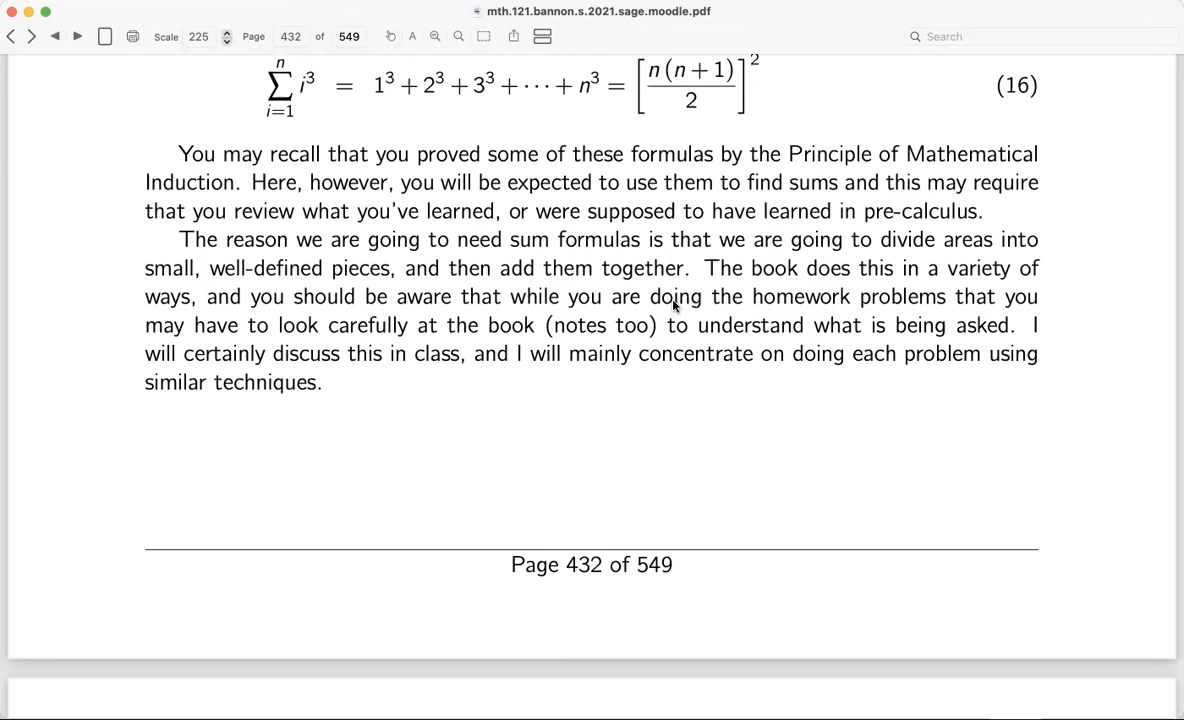 mth.121.bannon.s.2021.sage.moodle.pdf
Scale 225 Page 432 of 549 A Search
n∑i=1 i³ = 1³ + 2³ + 3³ + ⋯ + n³ = [n(n+1)/2]² (16)
You may recall that you proved some of these formulas by the Principle of Mathematical
Induction. Here, however, you will be expected to use them to find sums and this may require
that you review what you've learned, or were supposed to have learned in pre-calculus.
The reason we are going to need sum formulas is that we are going to divide areas into
small, well-defined pieces, and then add them together. The book does this in a variety of
ways, and you should be aware that while you are doing the homework problems that you
may have to look carefully at the book (notes too) to understand what is being asked. I
will certainly discuss this in class, and I will mainly concentrate on doing each problem using
similar techniques.
Page 432 of 549